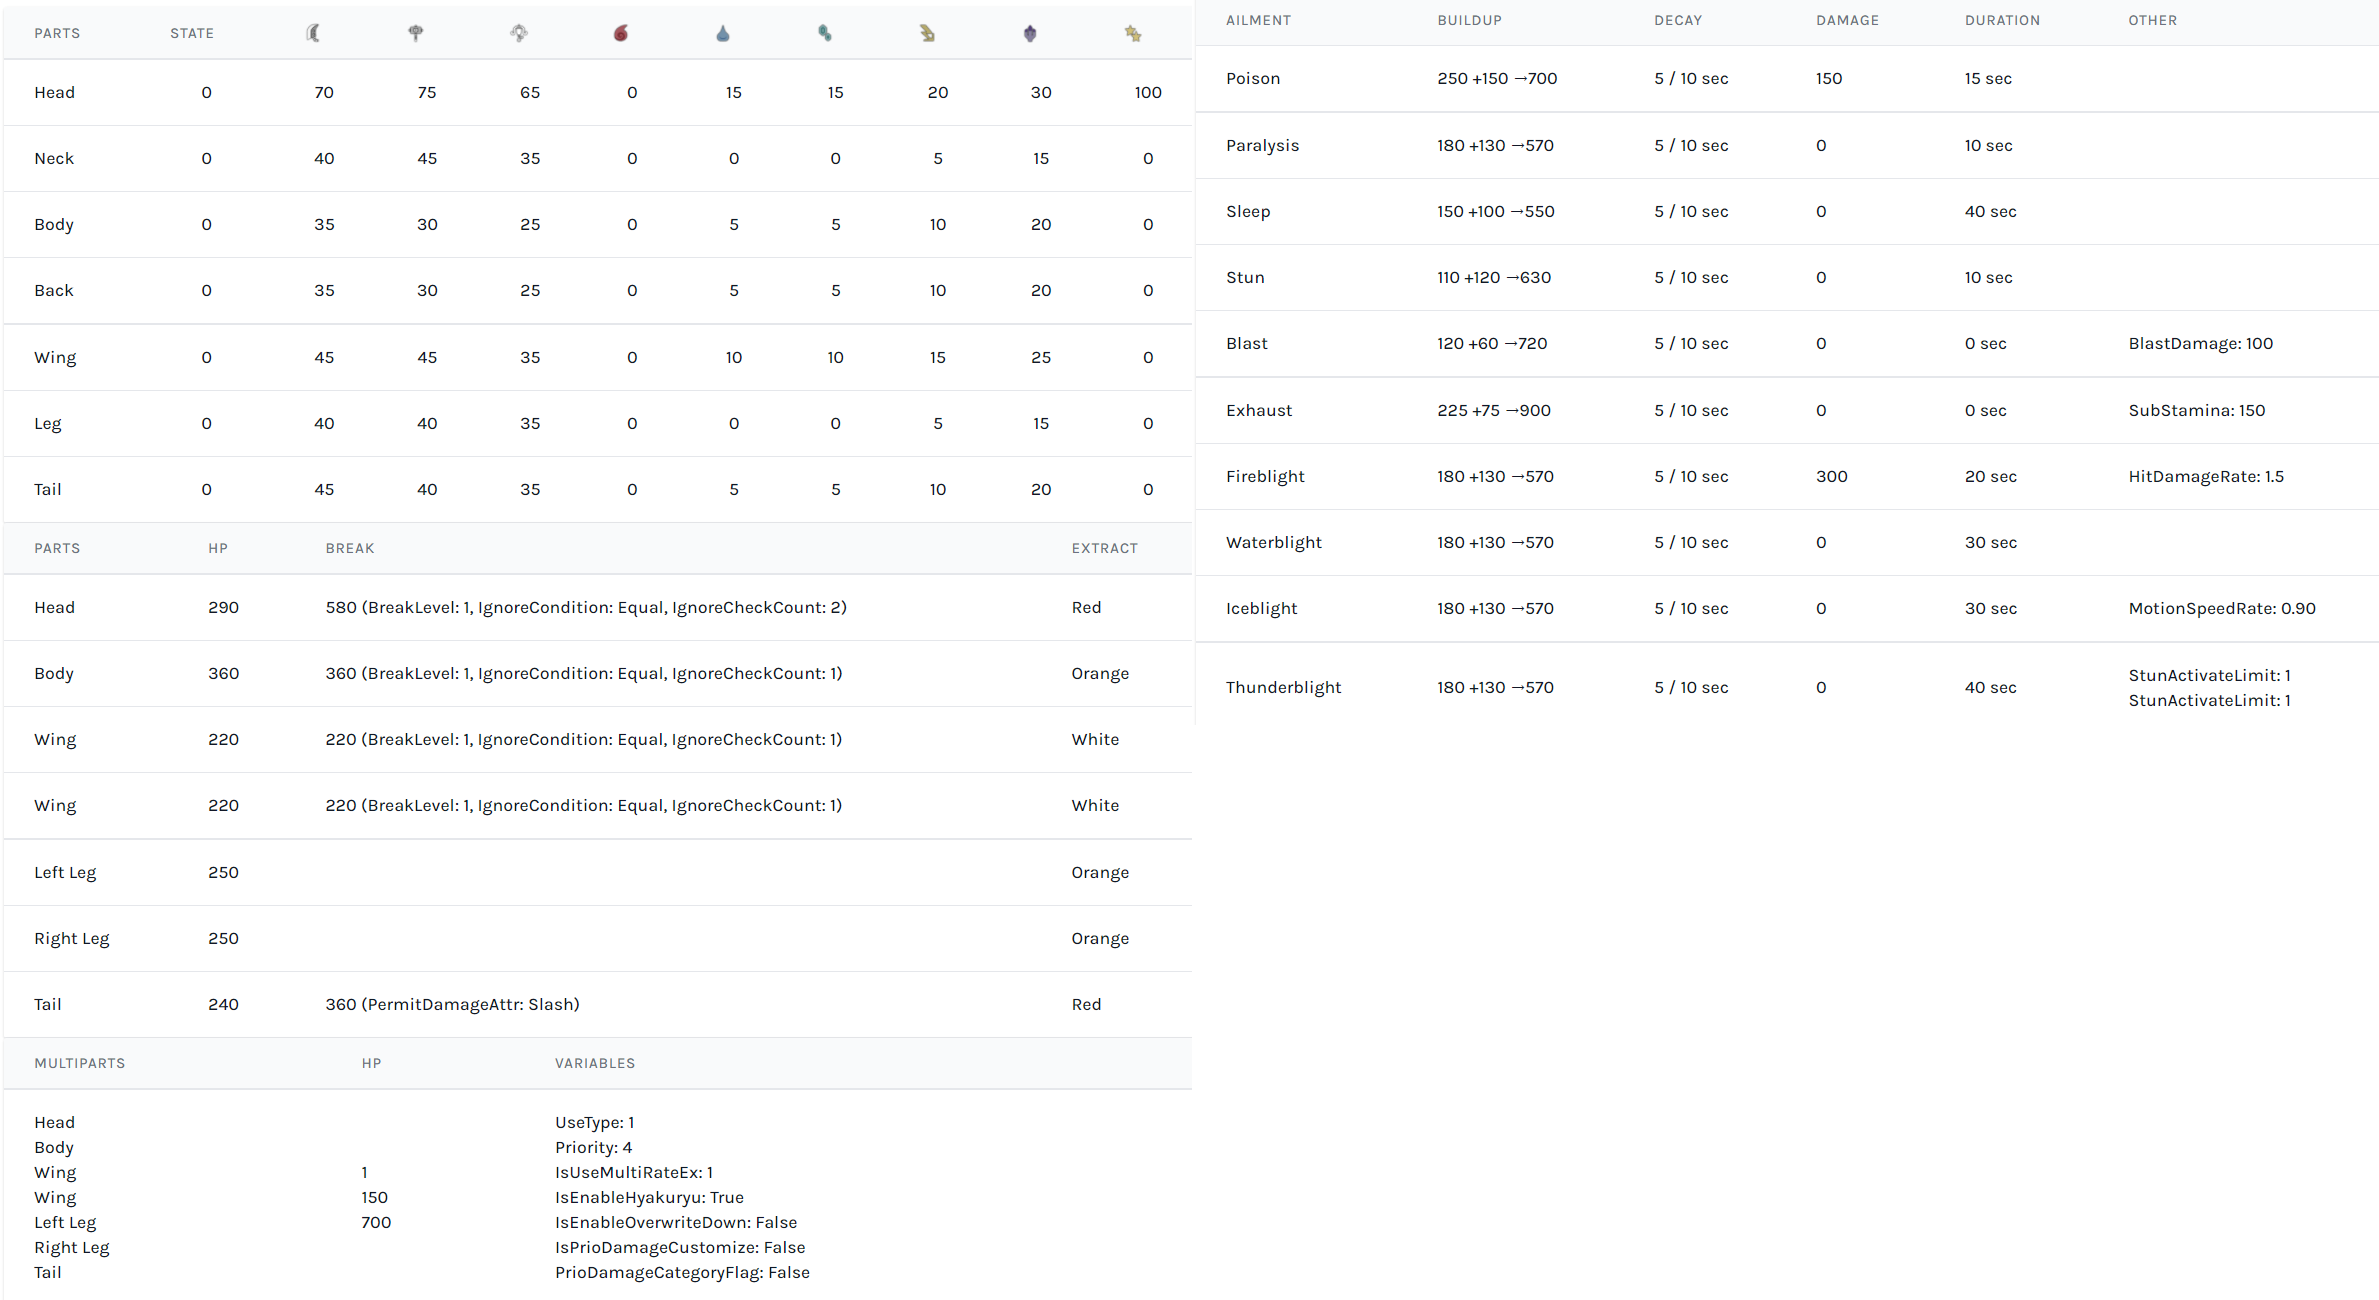 PARTS STATE
Head 0 70 75 65 0 15 15 20 30 100
Neck 0 40 45 35 0 0 0 5 15 0
Body 0 35 30 25 0 5 5 10 20 0
Back 0 35 30 25 0 5 5 10 20 0
Wing 0 45 45 35 0 10 10 15 25 0
Leg 0 40 40 35 0 0 0 5 15 0
Tail 0 45 40 35 0 5 5 10 20 0
PARTS HP BREAK EXTRACT
Head 290 580 (BreakLevel: 1, IgnoreCondition: Equal, IgnoreCheckCount: 2) Red
Body 360 360 (BreakLevel: 1, IgnoreCondition: Equal, IgnoreCheckCount: 1) Orange
Wing 220 220 (BreakLevel: 1, IgnoreCondition: Equal, IgnoreCheckCount: 1) White
Wing 220 220 (BreakLevel: 1, IgnoreCondition: Equal, IgnoreCheckCount: 1) White
Left Leg 250 Orange
Right Leg 250 Orange
Tail 240 360 (PermitDamageAttr: Slash) Red
MULTIPARTS HP VARIABLES
Head UseType: 1
Body Priority: 4
Wing 1 IsUseMultiRateEx: 1
Wing 150 IsEnableHyakuryu: True
Left Leg 700 IsEnableOverwriteDown: False
Right Leg IsPrioDamageCustomize: False
Tail PrioDamageCategoryFlag: False
AILMENT BUILDUP DECAY DAMAGE DURATION OTHER
Poison 250 +150 →700 5 / 10 sec 150 15 sec
Paralysis 180 +130 →570 5 / 10 sec 0 10 sec
Sleep 150 +100 →550 5 / 10 sec 0 40 sec
Stun 110 +120 →630 5 / 10 sec 0 10 sec
Blast 120 +60 →720 5 / 10 sec 0 0 sec BlastDamage: 100
Exhaust 225 +75 →900 5 / 10 sec 0 0 sec SubStamina: 150
Fireblight 180 +130 →570 5 / 10 sec 300 20 sec HitDamageRate: 1.5
Waterblight 180 +130 →570 5 / 10 sec 0 30 sec
Iceblight 180 +130 →570 5 / 10 sec 0 30 sec MotionSpeedRate: 0.90
Thunderblight 180 +130 →570 5 / 10 sec 0 40 sec StunActivateLimit: 1
StunActivateLimit: 1